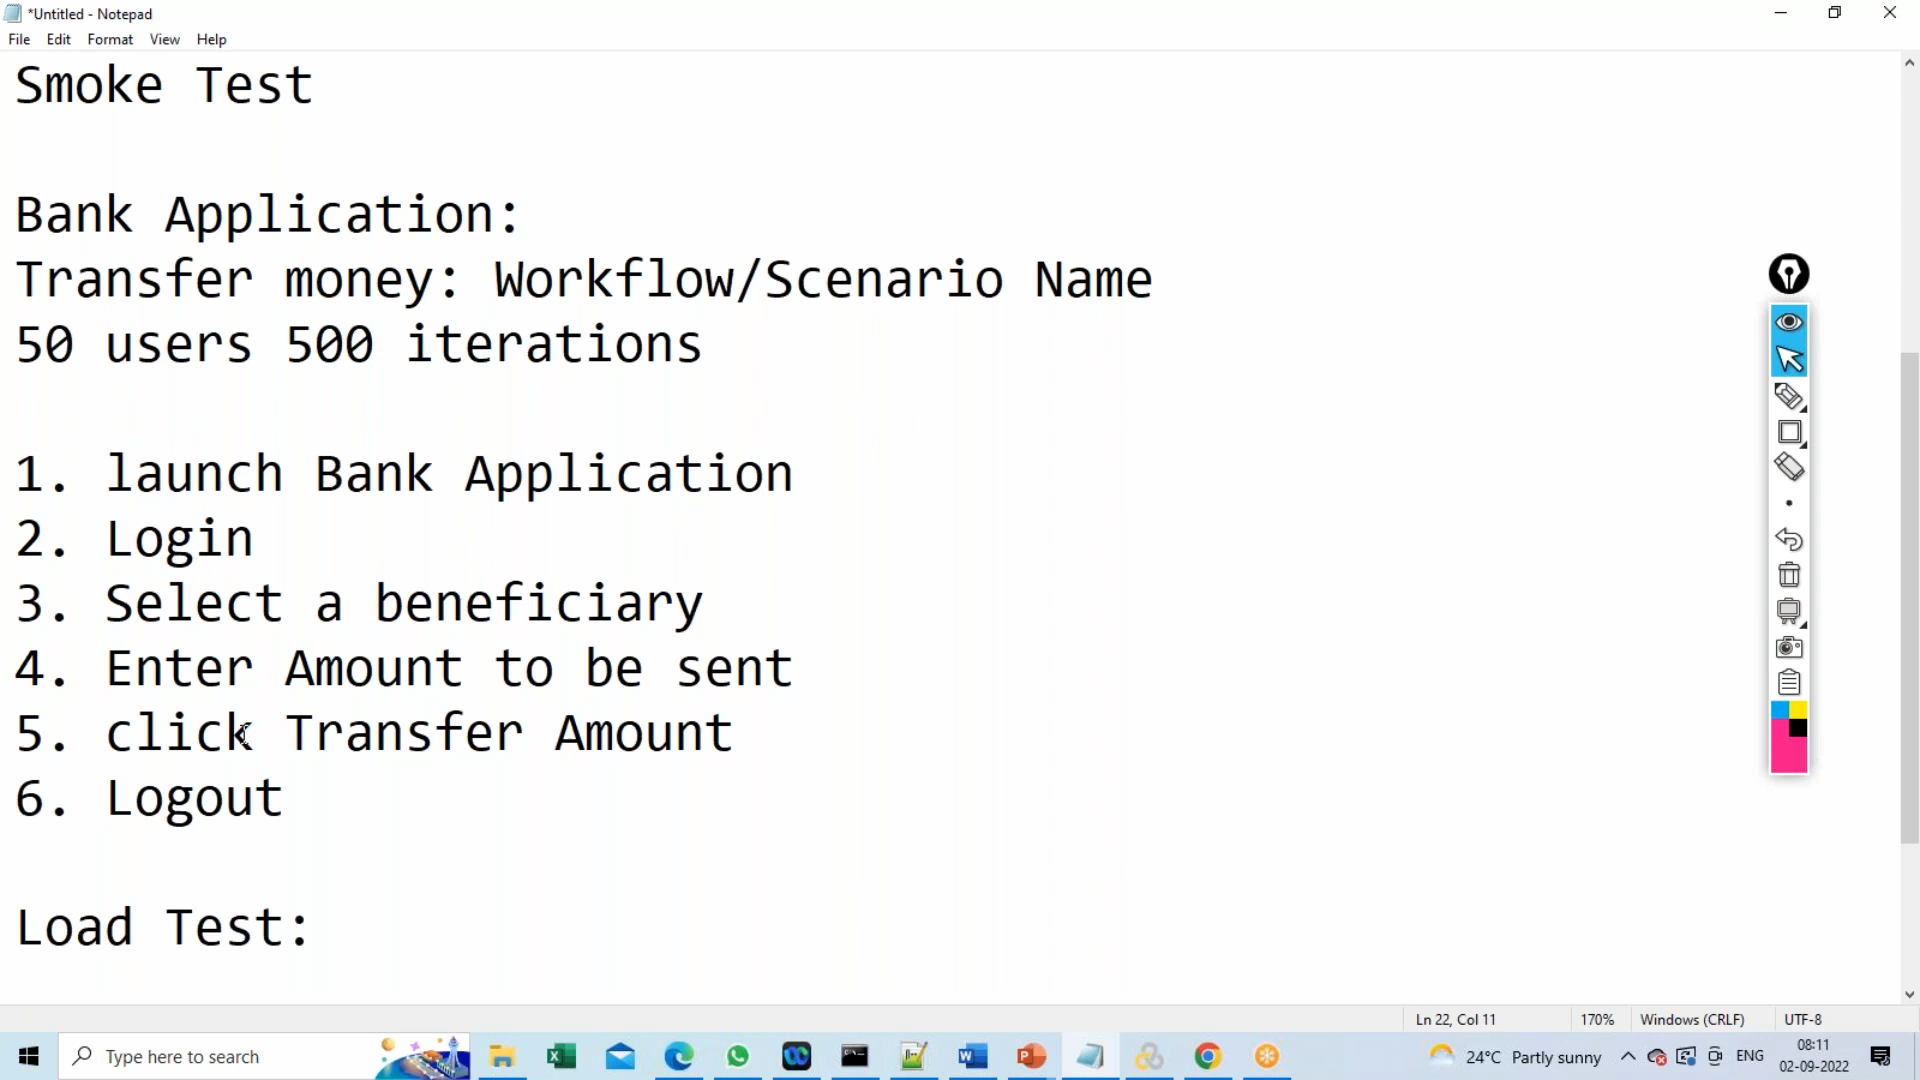 *Untitled - Notepad
File Edit Format View Help
Smoke Test
Bank Application:
Transfer money: Workflow/Scenario Name
50 users 500 iterations
1. launch Bank Application
2. Login
3. Select a beneficiary
4. Enter Amount to be sent
5. click Transfer Amount
6. Logout
Load Test:
Ln 22, Col 11 170% Windows (CRLF) UTF-8
Type here to search 24°C Partly sunny ENG 08:11
02-09-2022